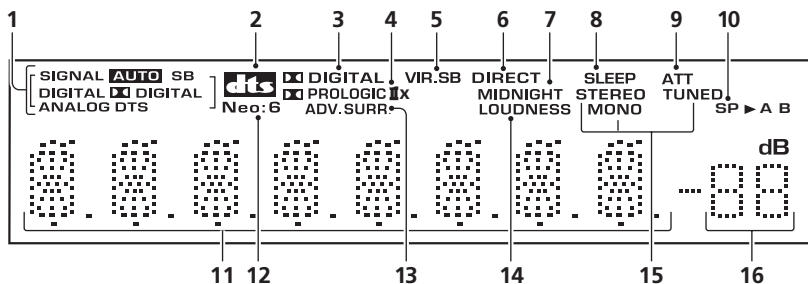 1 2 3 4 5 6 7 8 9 10
SIGNAL AUTO SB dts DIGITAL VIR.SB DIRECT SLEEP ATT
DIGITAL DIGITAL PROLOGIC IIx MIDNIGHT STEREO TUNED
ANALOG DTS Neo:6 ADV.SURR. LOUDNESS MONO SP ► A B
dB
11 12 13 14 15 16